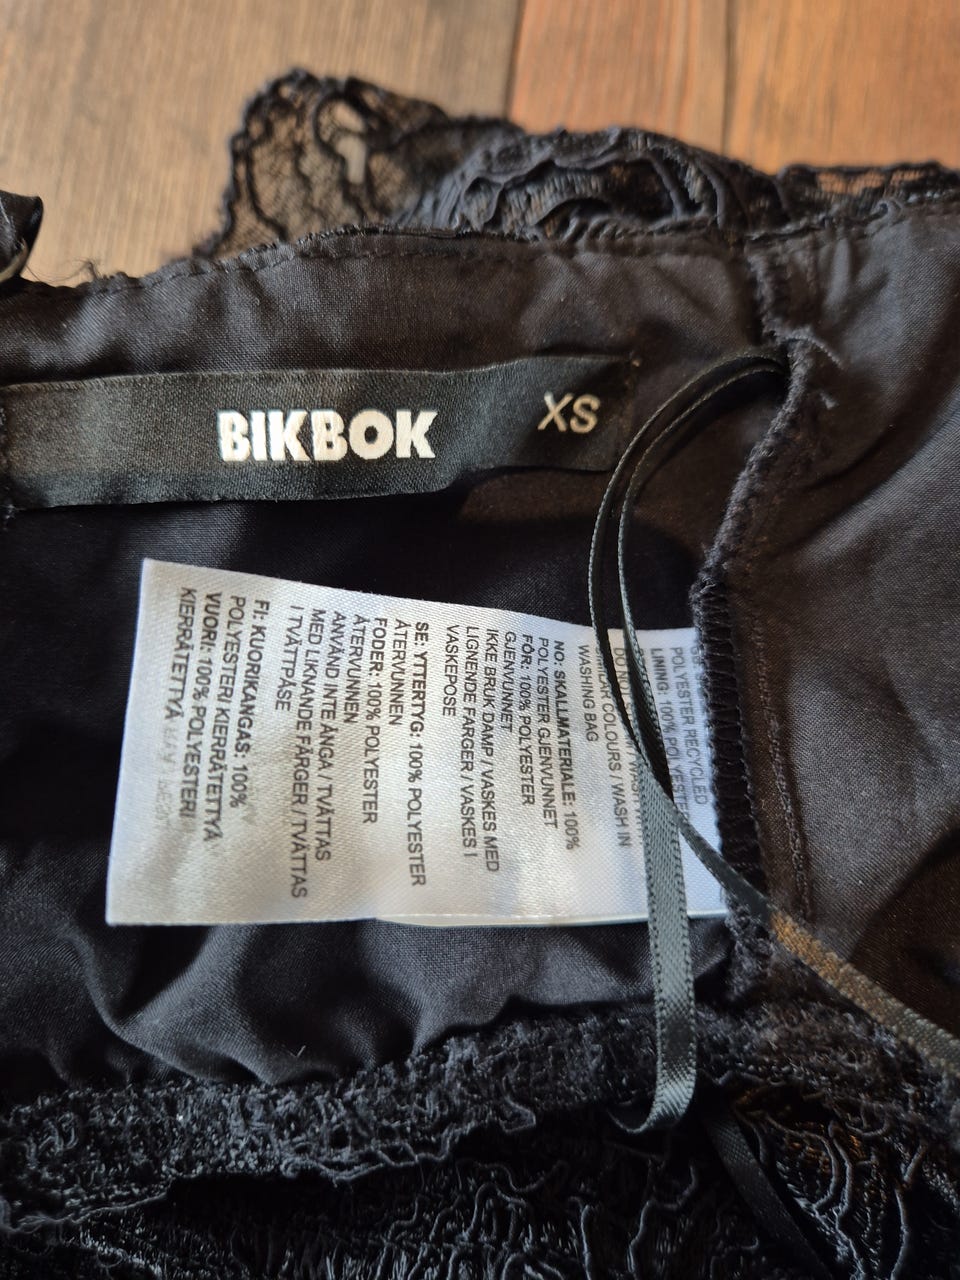 BIKBOK
XS
POLYESTER RECYCLED
LINING: 100% POLYESTER
COLOURS / WASH IN
WASHING BAG
NO: SKALLMATERIALE: 100%
POLYESTER GJENVUNNET
FÔR: 100% POLYESTER
GJENVUNNET
IKKE BRUK DAMP / VASKES MED
LIGNENDE FARGER / VASKES I
VASKEPOSE
SE: YTTERTYG: 100% POLYESTER
ÅTERVUNNEN
FODER: 100% POLYESTER
ÅTERVUNNEN
ANVÄND INTE ÅNGA / TVÄTTAS
MED LIKNANDE FÄRGER / TVÄTTAS
I TVÄTTPÅSE
FI: KUORIKANGAS: 100%
POLYESTERI KIERRÄTETTYÄ
VUORI: 100% POLYESTERI
KIERRÄTETTYÄ